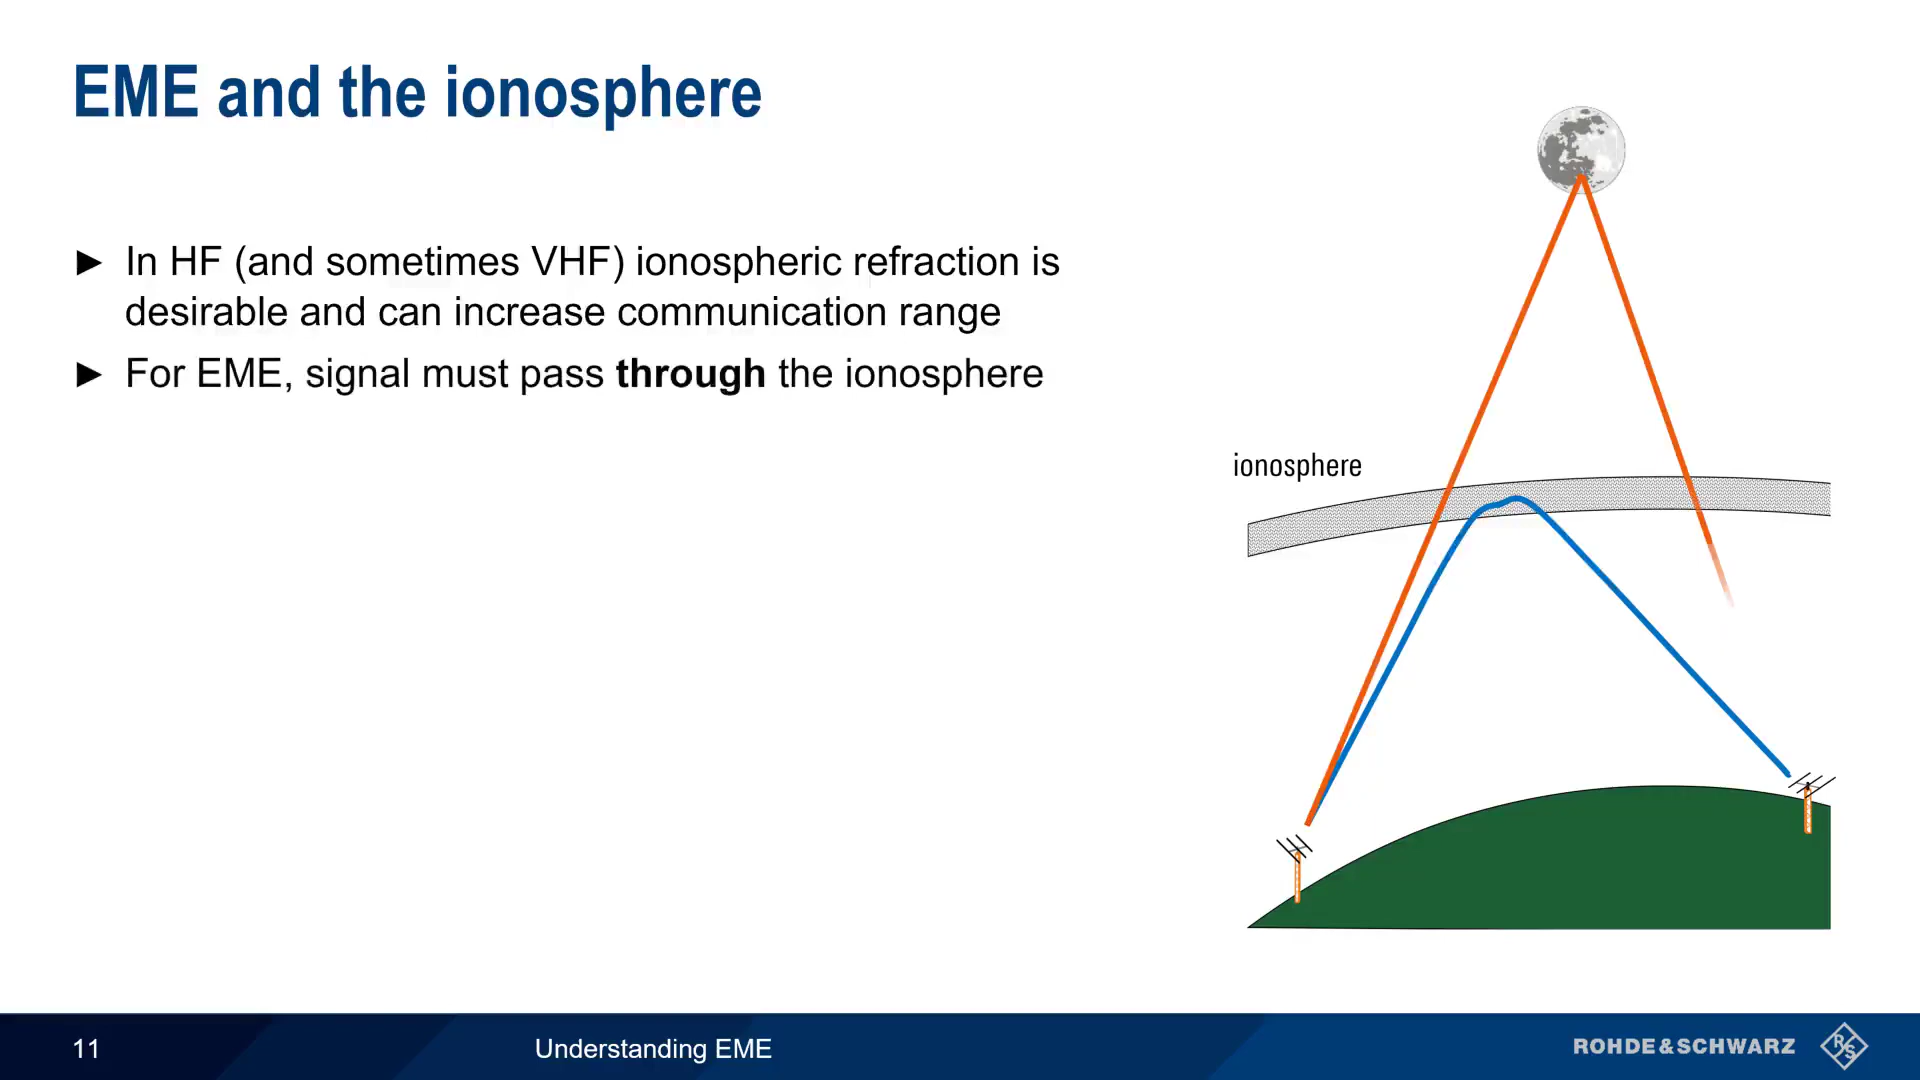 EME and the ionosphere
► In HF (and sometimes VHF) ionospheric refraction is
desirable and can increase communication range
► For EME, signal must pass through the ionosphere
ionosphere
11
Understanding EME
ROHDE&SCHWARZ
R&S